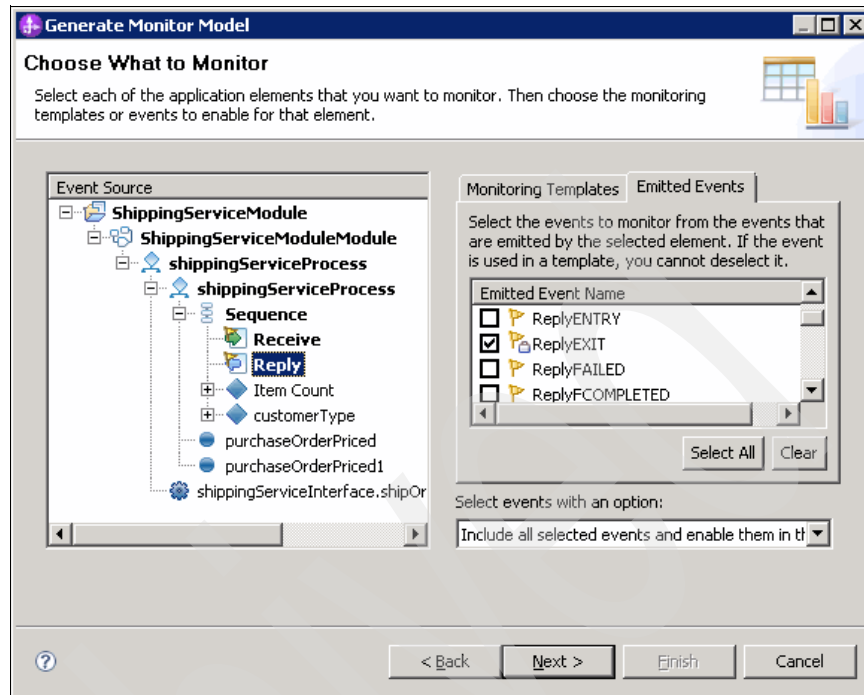 Generate Monitor Model
Choose What to Monitor
Select each of the application elements that you want to monitor. Then choose the monitoring
templates or events to enable for that element.
Event Source
ShippingServiceModule
ShippingServiceModuleModule
shippingServiceProcess
shippingServiceProcess
Sequence
Receive
Reply
Item Count
customerType
purchaseOrderPriced
purchaseOrderPriced1
shippingServiceInterface.shipOr
Monitoring Templates
Emitted Events
Select the events to monitor from the events that
are emitted by the selected element. If the event
is used in a template, you cannot deselect it.
Emitted Event Name
ReplyENTRY
ReplyEXIT
ReplyFAILED
ReplyFCOMPLETED
Select All
Clear
Select events with an option:
Include all selected events and enable them in th
?
< Back
Next >
Finish
Cancel